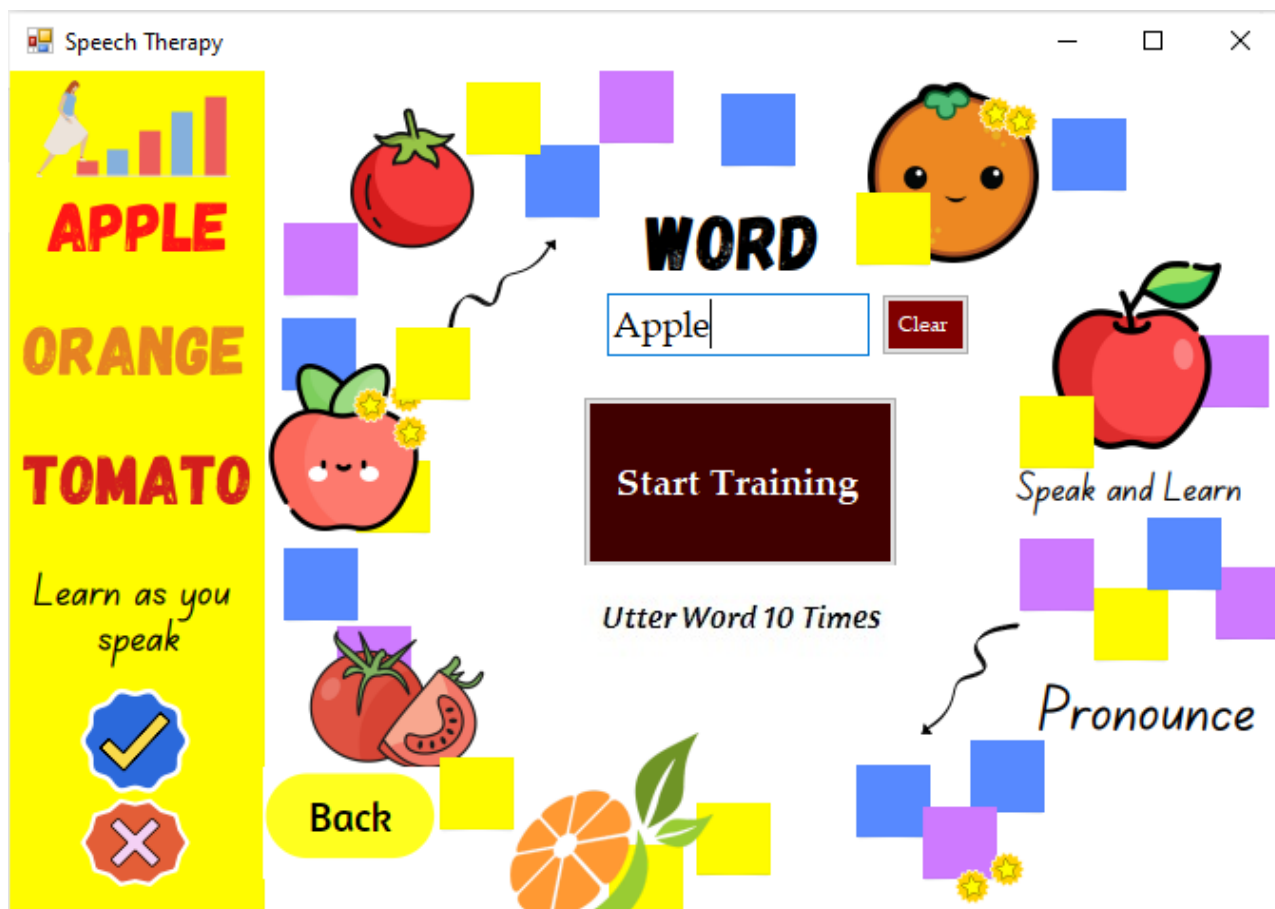 Speech Therapy
APPLE
ORANGE
TOMATO
Learn as you
speak
WORD
Apple
Clear
Start Training
Utter Word 10 Times
Speak and Learn
Pronounce
Back